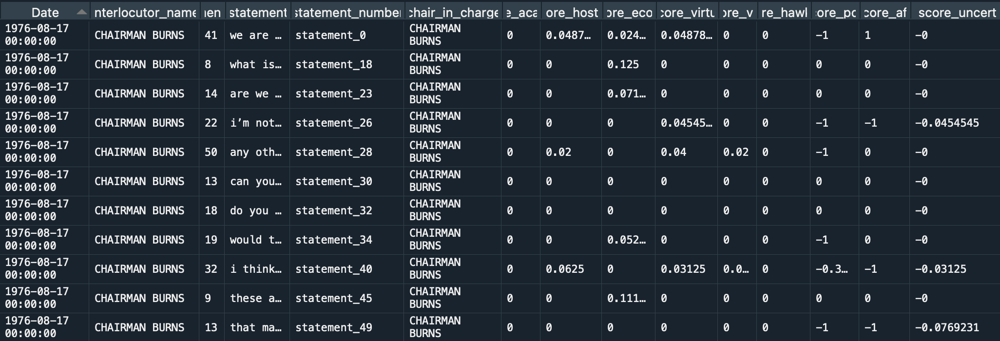 Date nterlocutor_name nen statement statement_number chair_in_charge e_aca ore_host ore_eco core_virtu ore_v re_hawl ore_po core_af score_uncert
1976-08-17 00:00:00 CHAIRMAN BURNS 41 we are … statement_0 CHAIRMAN BURNS 0 0.0487… 0.024… 0.04878… 0 0 -1 1 -0
1976-08-17 00:00:00 CHAIRMAN BURNS 8 what is… statement_18 CHAIRMAN BURNS 0 0 0.125 0 0 0 0 0 -0
1976-08-17 00:00:00 CHAIRMAN BURNS 14 are we … statement_23 CHAIRMAN BURNS 0 0 0.071… 0 0 0 0 0 -0
1976-08-17 00:00:00 CHAIRMAN BURNS 22 i’m not… statement_26 CHAIRMAN BURNS 0 0 0 0.04545… 0 0 -1 -1 -0.0454545
1976-08-17 00:00:00 CHAIRMAN BURNS 50 any oth… statement_28 CHAIRMAN BURNS 0 0.02 0 0.04 0.02 0 -1 0 -0
1976-08-17 00:00:00 CHAIRMAN BURNS 13 can you… statement_30 CHAIRMAN BURNS 0 0 0 0 0 0 0 0 -0
1976-08-17 00:00:00 CHAIRMAN BURNS 18 do you … statement_32 CHAIRMAN BURNS 0 0 0 0 0 0 0 0 -0
1976-08-17 00:00:00 CHAIRMAN BURNS 19 would t… statement_34 CHAIRMAN BURNS 0 0 0.052… 0 0 0 -1 0 -0
1976-08-17 00:00:00 CHAIRMAN BURNS 32 i think… statement_40 CHAIRMAN BURNS 0 0.0625 0 0.03125 0.0… 0 -0.3… -1 -0.03125
1976-08-17 00:00:00 CHAIRMAN BURNS 9 these a… statement_45 CHAIRMAN BURNS 0 0 0.111… 0 0 0 0 0 -0
1976-08-17 00:00:00 CHAIRMAN BURNS 13 that ma… statement_49 CHAIRMAN BURNS 0 0 0 0 0 0 -1 -1 -0.0769231